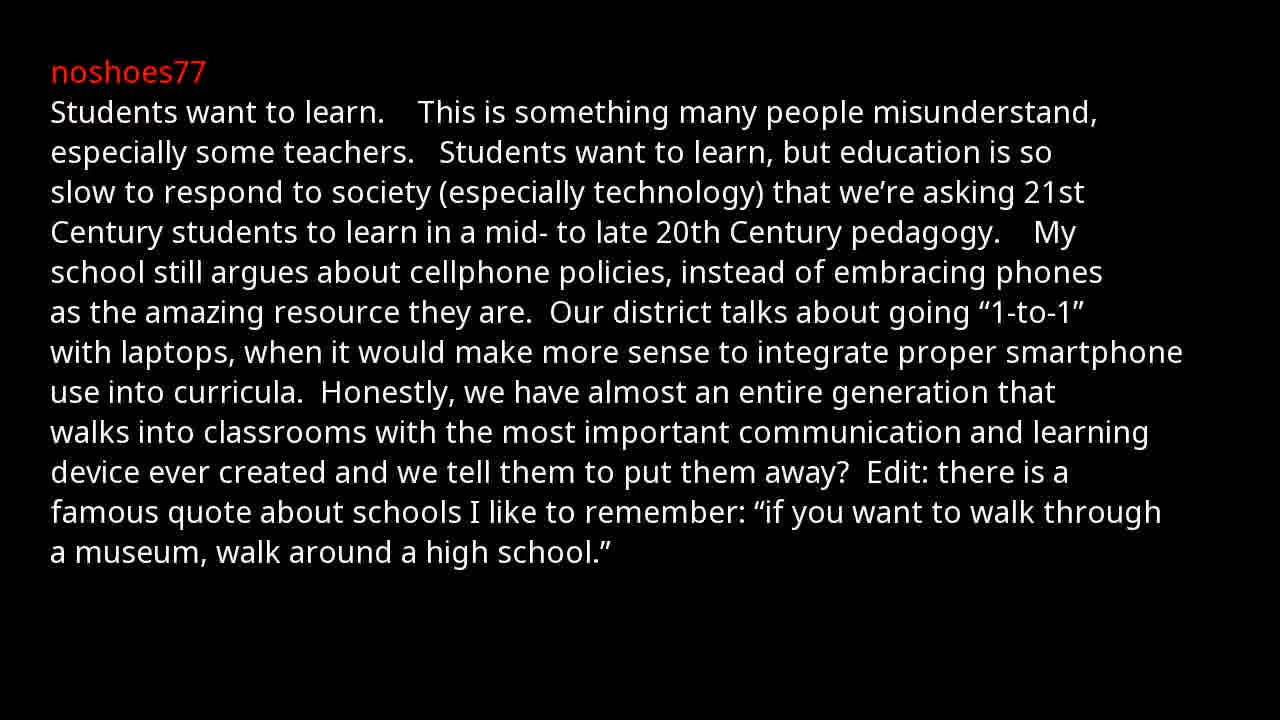 noshoes77
Students want to learn.    This is something many people misunderstand,
especially some teachers.   Students want to learn, but education is so
slow to respond to society (especially technology) that we’re asking 21st
Century students to learn in a mid- to late 20th Century pedagogy.    My
school still argues about cellphone policies, instead of embracing phones
as the amazing resource they are.  Our district talks about going “1-to-1”
with laptops, when it would make more sense to integrate proper smartphone
use into curricula.  Honestly, we have almost an entire generation that
walks into classrooms with the most important communication and learning
device ever created and we tell them to put them away?  Edit: there is a
famous quote about schools I like to remember: “if you want to walk through
a museum, walk around a high school.”